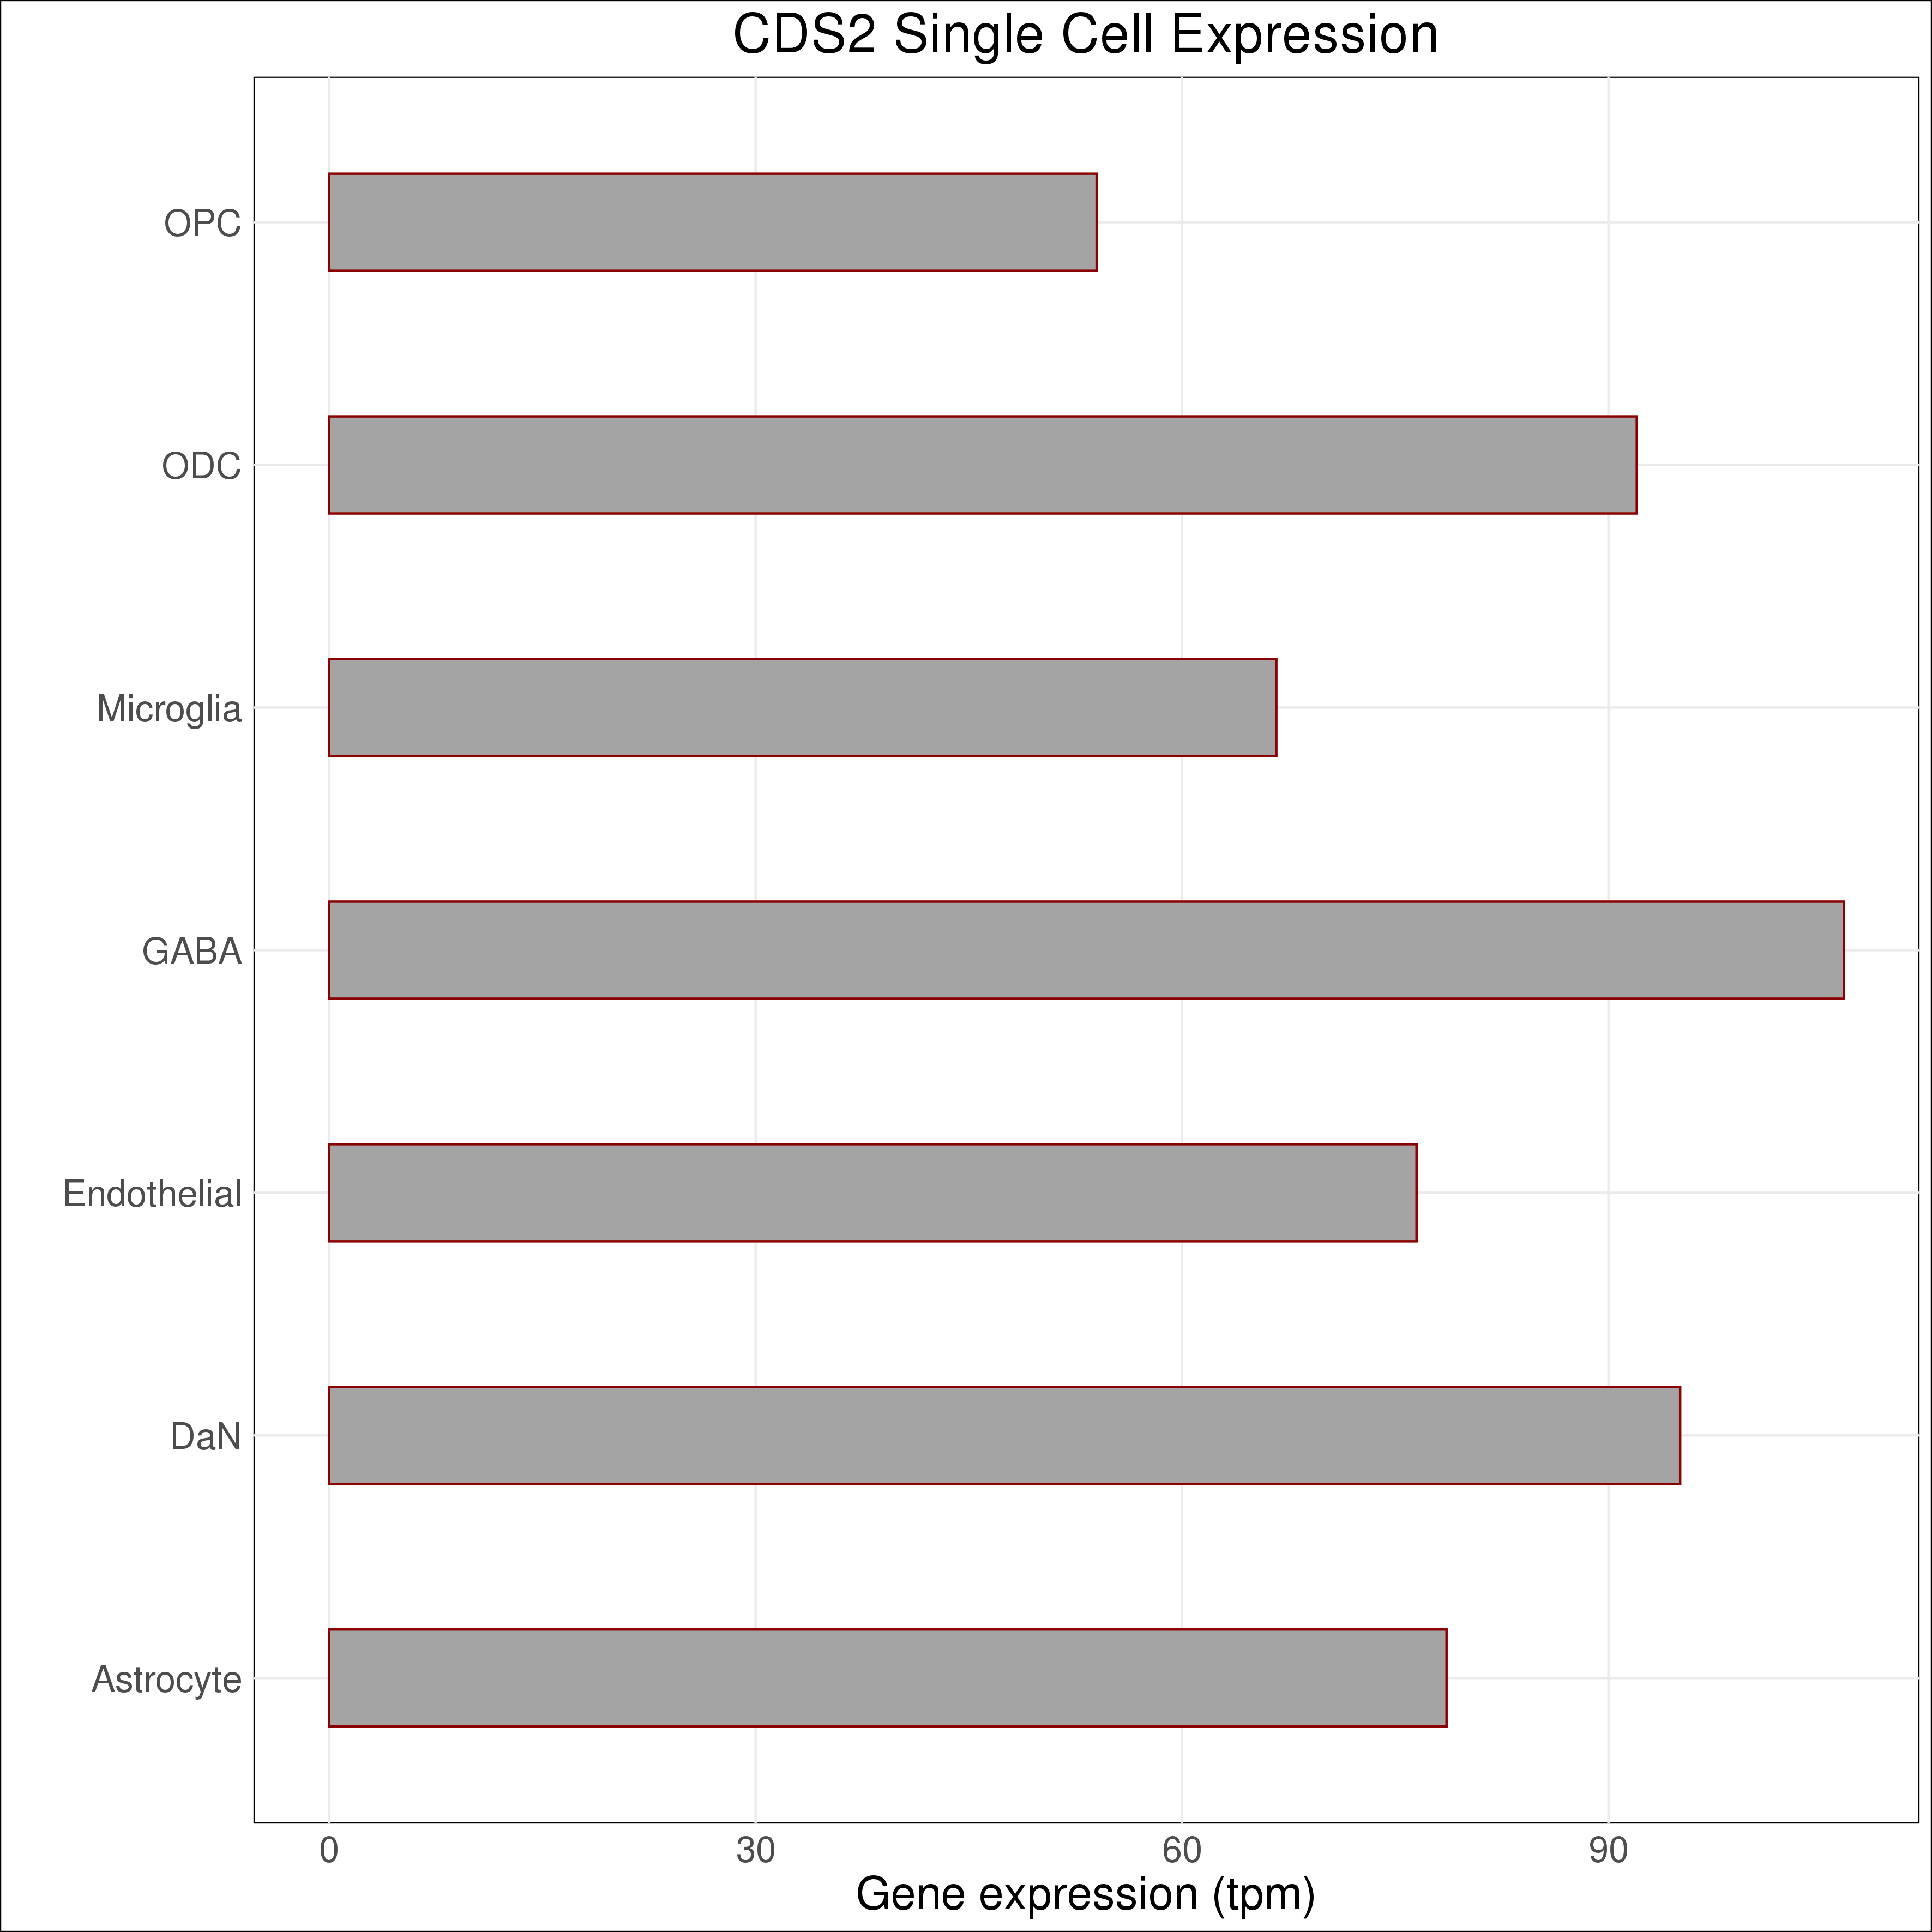 CDS2 Single Cell Expression
OPC
ODC
Microglia
GABA
Endothelial
DaN
Astrocyte
0 30 60 90
Gene expression (tpm)